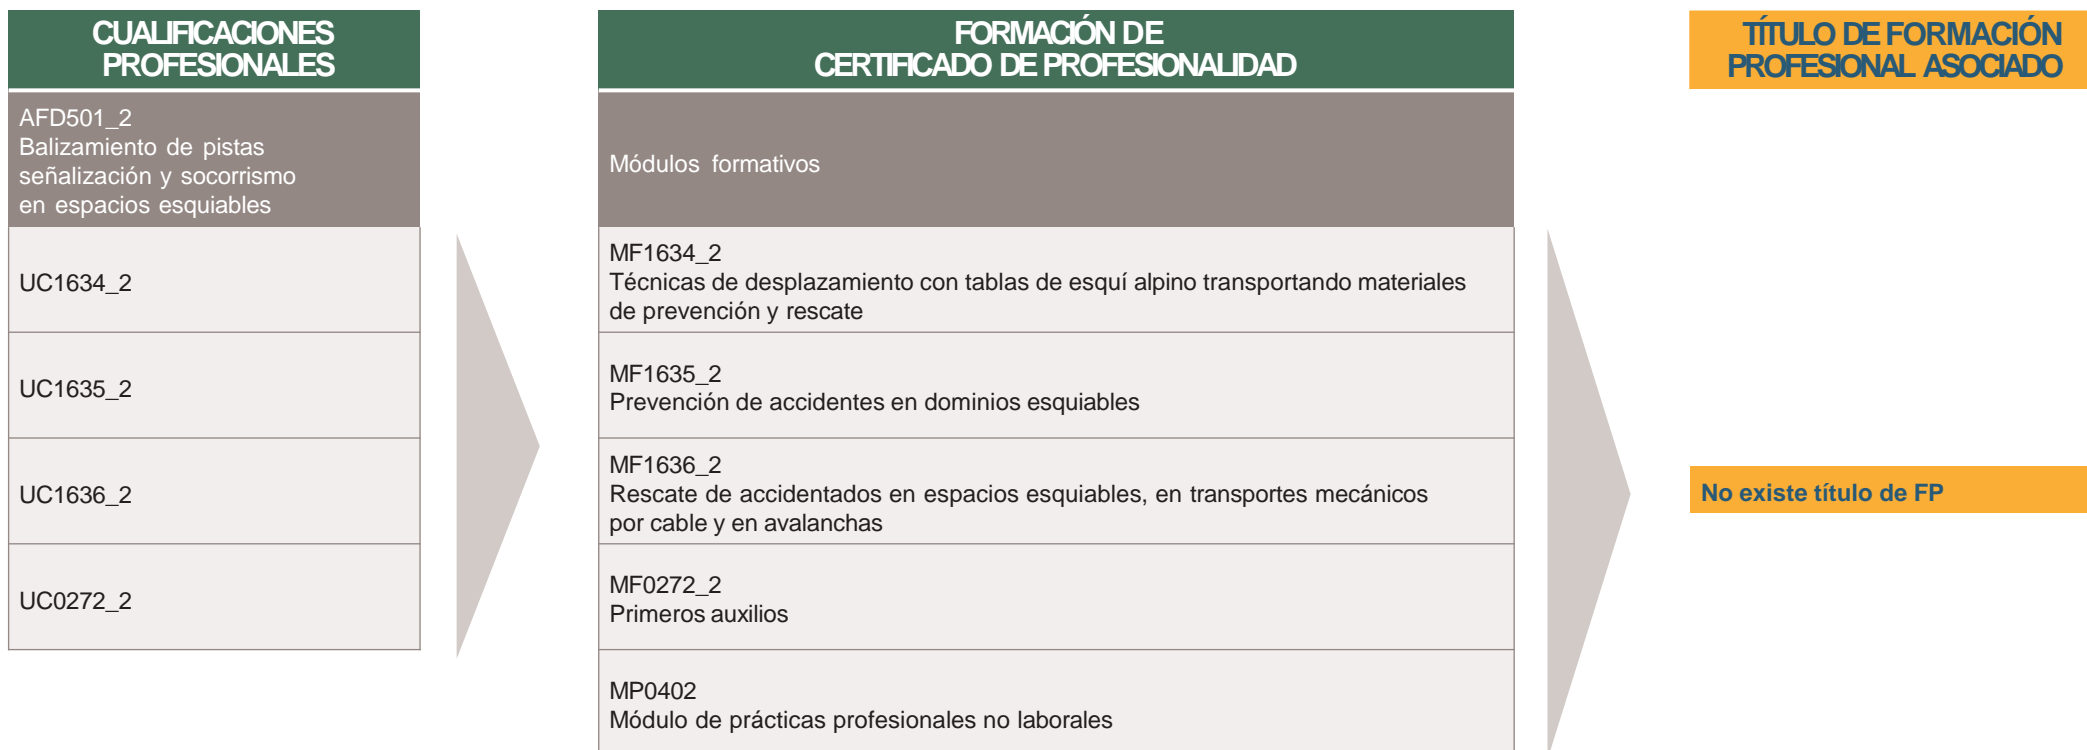 CUALIFICACIONES
PROFESIONALES
AFD501_2
Balizamiento de pistas
señalización y socorrismo
en espacios esquiables
UC1634_2
UC1635_2
UC1636_2
UC0272_2
FORMACIÓN DE
CERTIFICADO DE PROFESIONALIDAD
Módulos formativos
MF1634_2
Técnicas de desplazamiento con tablas de esquí alpino transportando materiales
de prevención y rescate
MF1635_2
Prevención de accidentes en dominios esquiables
MF1636_2
Rescate de accidentados en espacios esquiables, en transportes mecánicos
por cable y en avalanchas
MF0272_2
Primeros auxilios
MP0402
Módulo de prácticas profesionales no laborales
TÍTULO DE FORMACIÓN
PROFESIONAL ASOCIADO
No existe título de FP